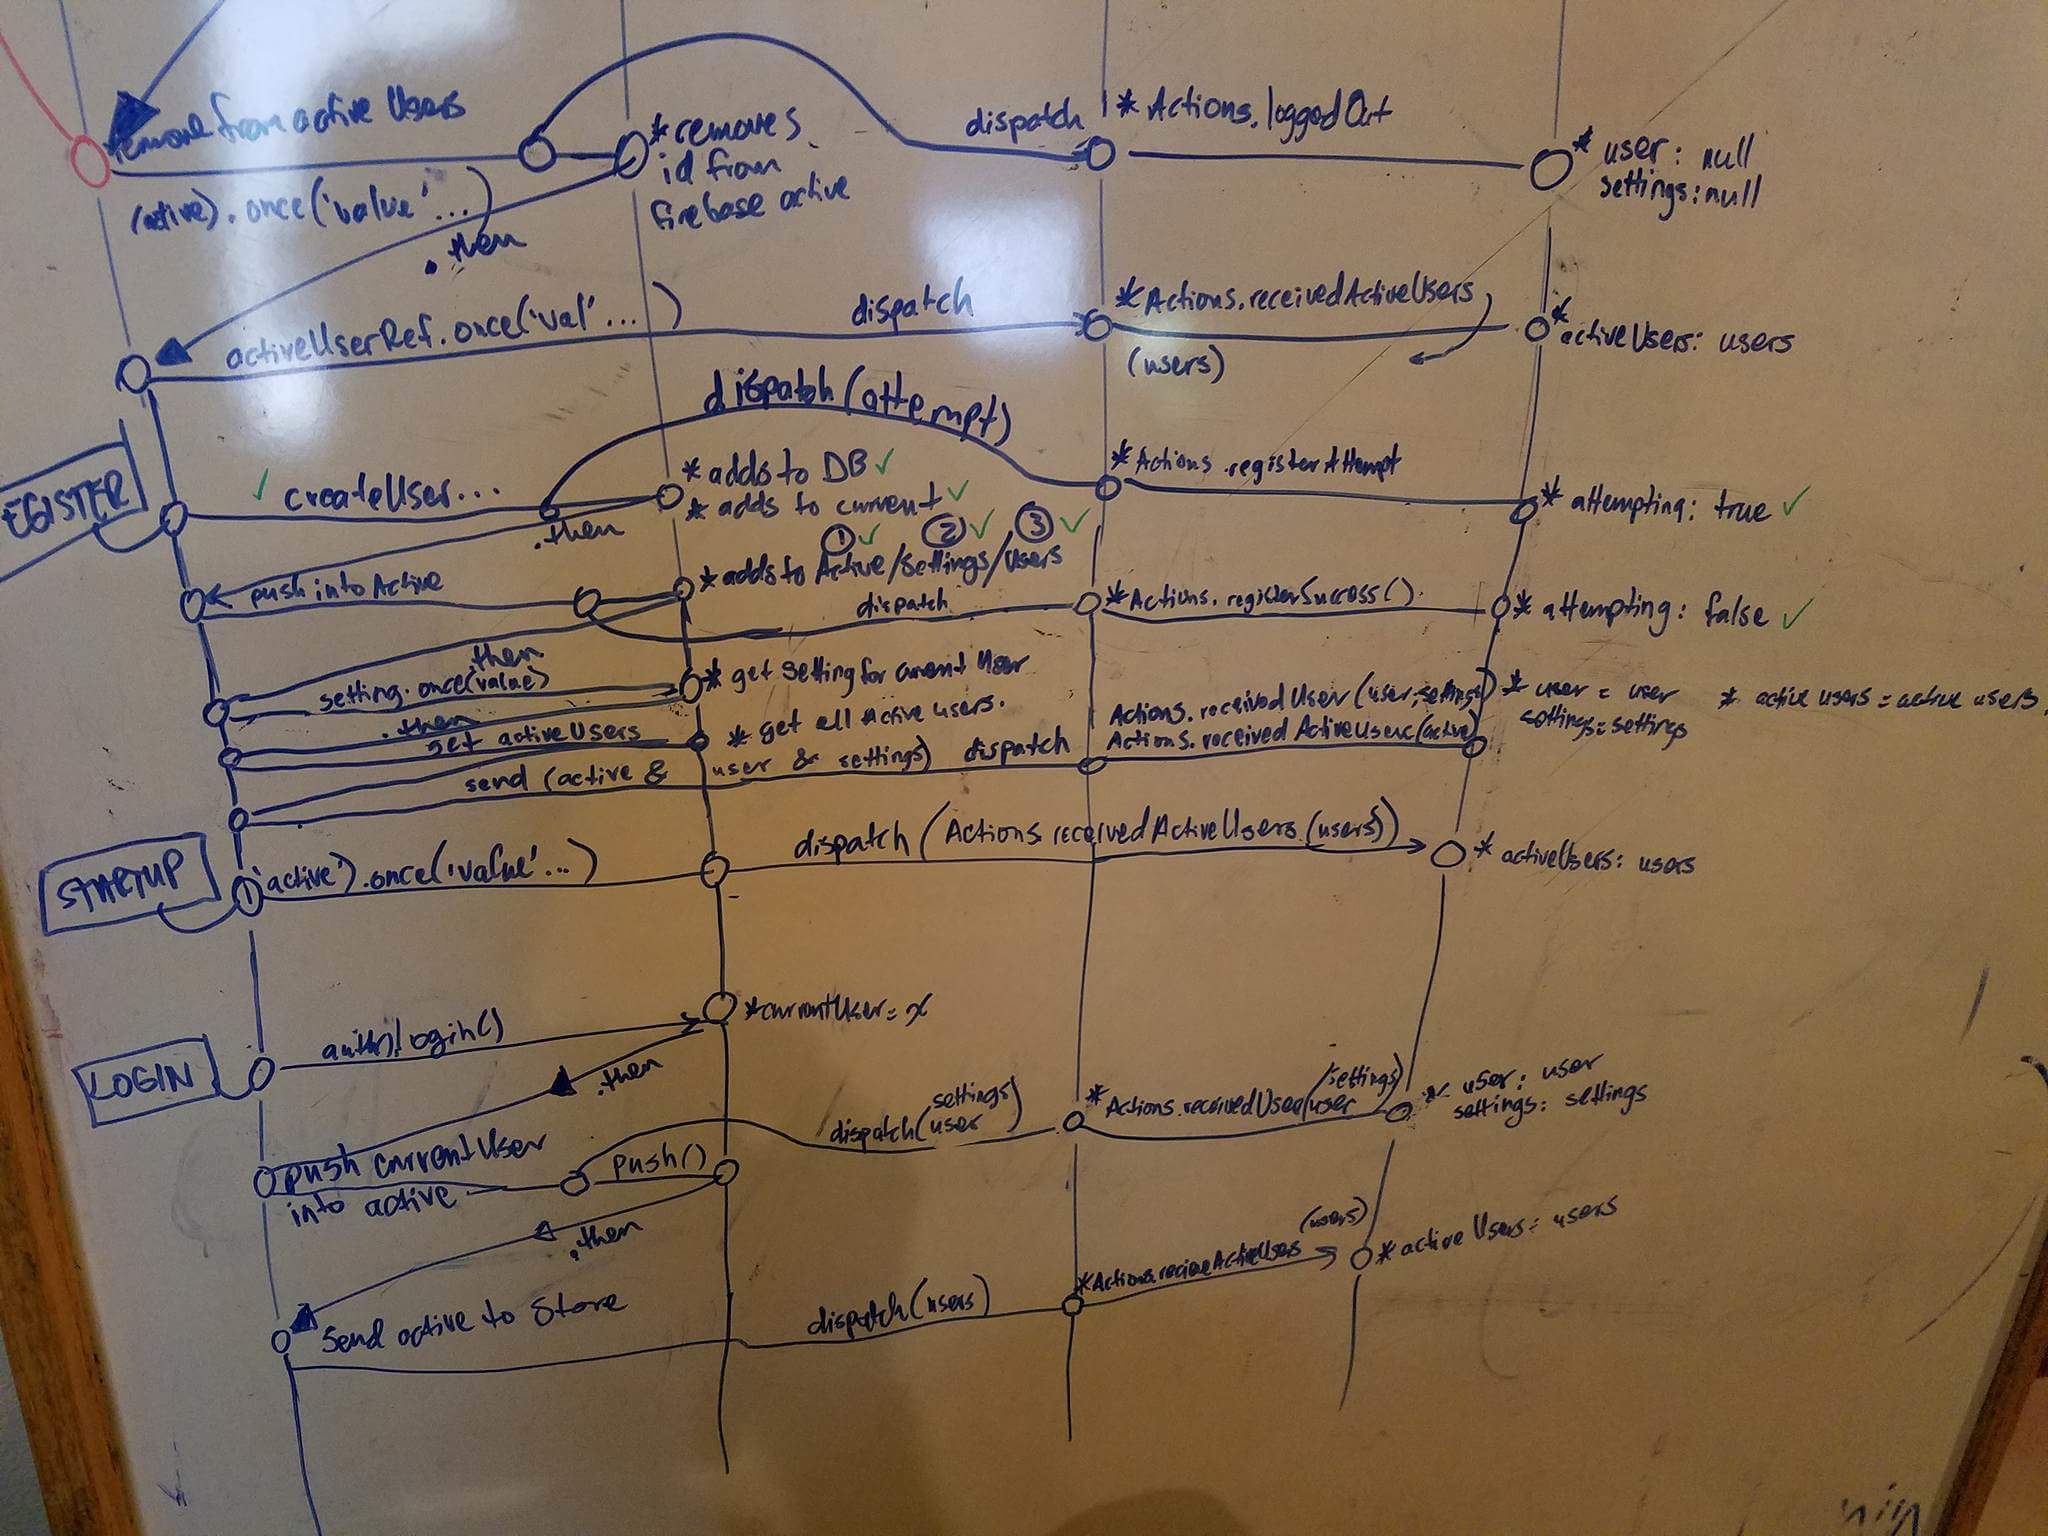 remove from active Users
(active).once('value'...)
* removes
id from
firebase active
dispatch
* Actions.loggedOut
* user: null
settings: null
.then
activeUserRef.once('val'...)
dispatch
* Actions.receivedActiveUsers
(users)
* activeUsers: users
dispatch(attempt)
EGISTER
✓ createUser...
* adds to DB ✓
* adds to current ✓
* Actions.registerAttempt
* attempting: true ✓
.then
① ✓ ② ✓ ③ ✓
push into Active
* adds to Active/settings/Users
dispatch
* Actions.registerSuccess()
* attempting: false ✓
.then
setting.once(value)
* get setting for current User
Actions.receivedUser(user, settings)
* user = user
settings = settings
* active users = active users.
.then
get activeUsers
* get all Active users.
Actions.receivedActiveUsers(active)
send (active & user & settings)
dispatch
STARTUP
'active').once('value'...)
dispatch(Actions.receivedActiveUsers(users))
* activeUsers: users
LOGIN
auth().login()
* currentUser = x
.then
push currentUser
into active
push()
dispatch(user
settings)
* Actions.receivedUser(user
settings)
* user: user
settings: settings
.then
Send active to Store
dispatch(users)
* Actions.recieveActiveUsers
(users)
* active Users = users